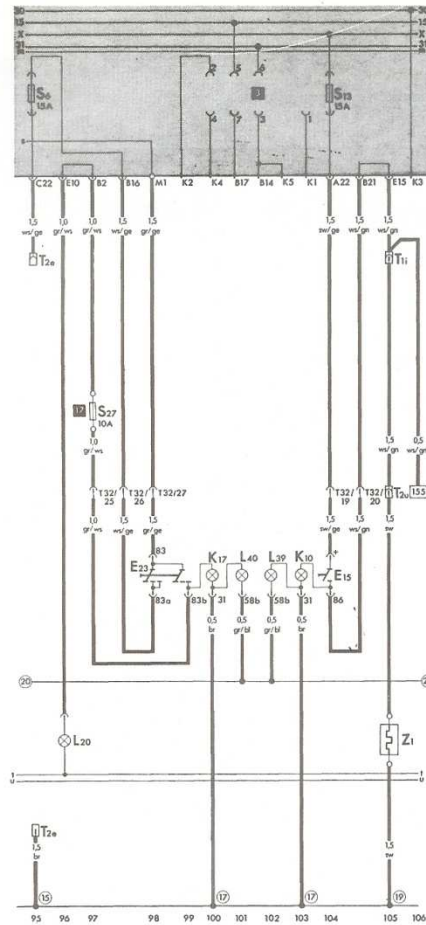 30 30
15 15
X X
31 31
S6 15A 2 5 6 3 S13 15A
4 7 3 1
C22 E10 B2 B16 M1 K2 K4 B17 B14 K5 K1 A22 B21 E15 K3
1,5 ws/ge 1,0 gr/ws 1,0 gr/ws 1,5 ws/ge 1,5 gr/ge 1,5 sw/ge 1,5 ws/gn 1,5 ws/gn
T2e T1i
17 S27 10A
1,0 gr/ws 1,5 ws/gn 0,5 ws/gn
T32/25 T32/26 T32/27 T32/19 T32/20 T2u 155
1,0 gr/ws 1,5 ws/ge 1,5 gr/ge 1,5 sw/ge 1,5 ws/gn 1,5 sw
83 +
E23 K17 L40 L39 K10 E15
83a 83b 31 58b 58b 31 86
0,5 br 0,5 gr/bl 0,5 gr/bl 0,5 br
20
L20 Z1
1
U
T2e
1,5 br 1,5 sw
15 17 17 19
95 96 97 98 99 100 101 102 103 104 105 106